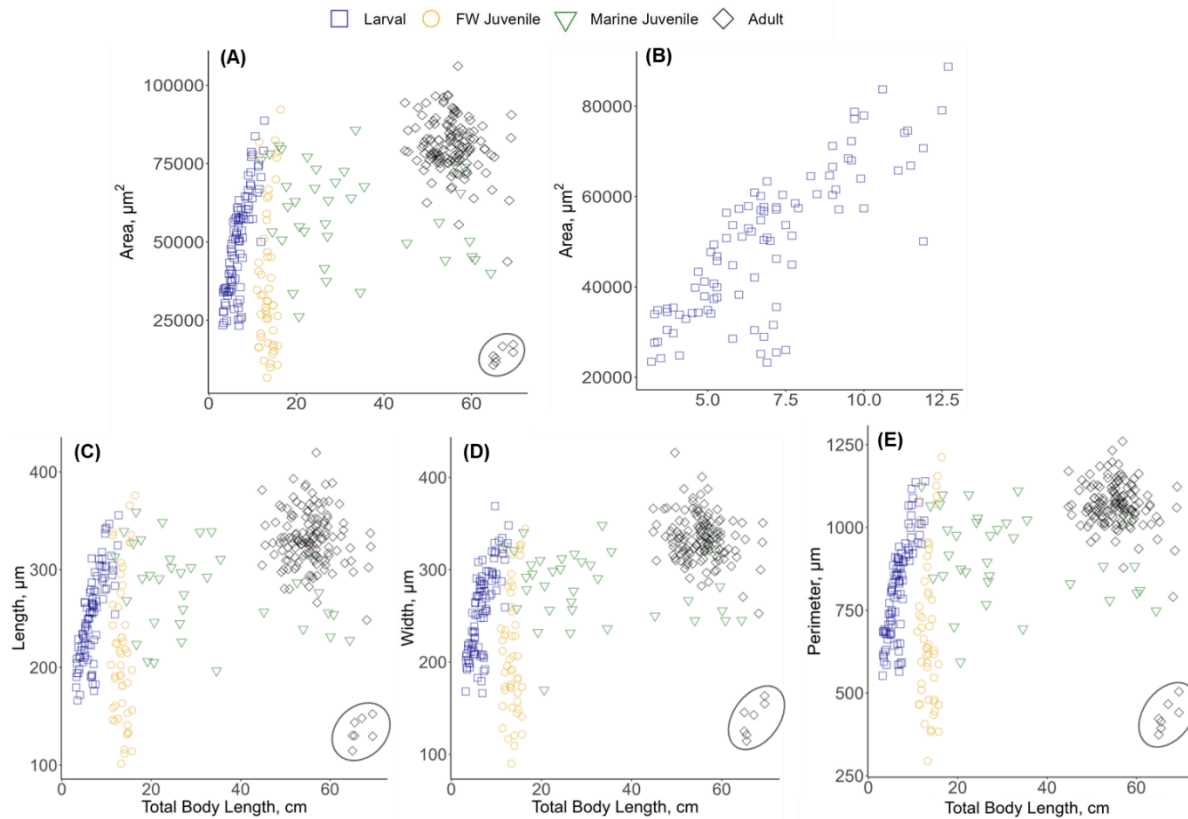 Larval FW Juvenile Marine Juvenile Adult
(A)
100000
75000
50000
25000
Area, µm²
0 20 40 60
(B)
80000
60000
40000
20000
Area, µm²
5.0 7.5 10.0 12.5
(C)
400
300
200
100
Length, µm
0 20 40 60
Total Body Length, cm
(D)
400
300
200
100
Width, µm
0 20 40 60
Total Body Length, cm
(E)
1250
1000
750
500
250
Perimeter, µm
0 20 40 60
Total Body Length, cm